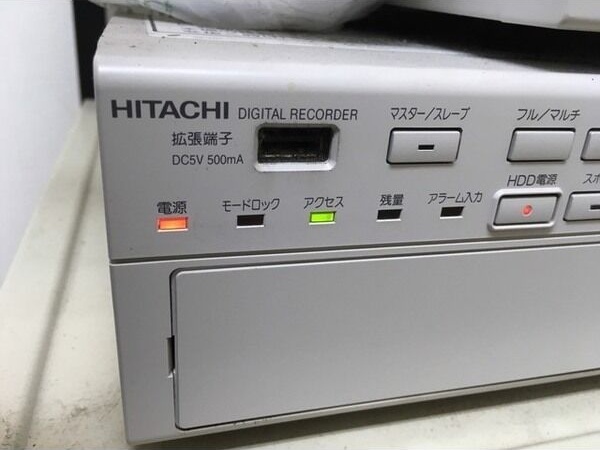 HITACHI DIGITAL RECORDER
拡張端子
DC5V 500mA
マスター/スレーブ
フル/マルチ
電源
モードロック
アクセス
残量
アラーム入力
HDD電源